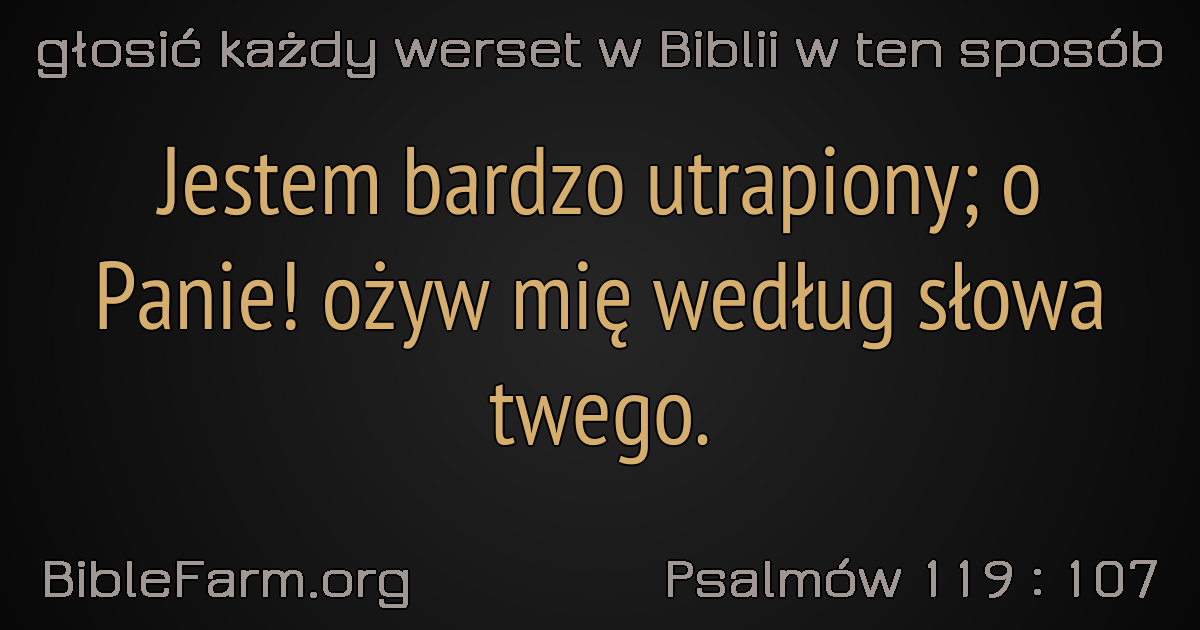 głosić każdy werset w Biblii w ten sposób
Jestem bardzo utrapiony; o
Panie! ożyw mię według słowa
twego.
BibleFarm.org
Psalmów 119 : 107